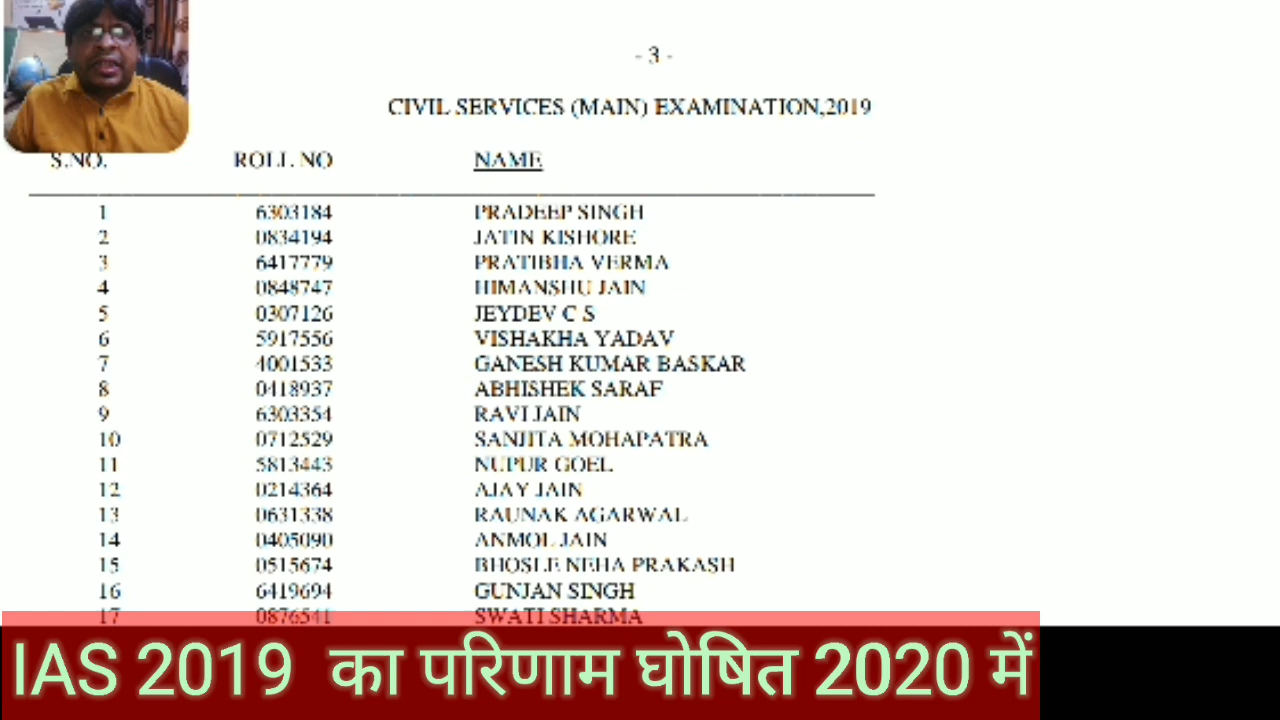 - 3 -
CIVIL SERVICES (MAIN) EXAMINATION,2019
S.NO. ROLL NO NAME
1 6303184 PRADEEP SINGH
2 0834194 JATIN KISHORE
3 6417779 PRATIBHA VERMA
4 0848747 HIMANSHU JAIN
5 0307126 JEYDEV C S
6 5917556 VISHAKHA YADAV
7 4001533 GANESH KUMAR BASKAR
8 0418937 ABHISHEK SARAF
9 6303354 RAVI JAIN
10 0712529 SANJITA MOHAPATRA
11 5813443 NUPUR GOEL
12 0214364 AJAY JAIN
13 0631338 RAUNAK AGARWAL
14 0405090 ANMOL JAIN
15 0515674 BHOSLE NEHA PRAKASH
16 6419694 GUNJAN SINGH
17 0876541 SWATI SHARMA
IAS 2019 का परिणाम घोषित 2020 में